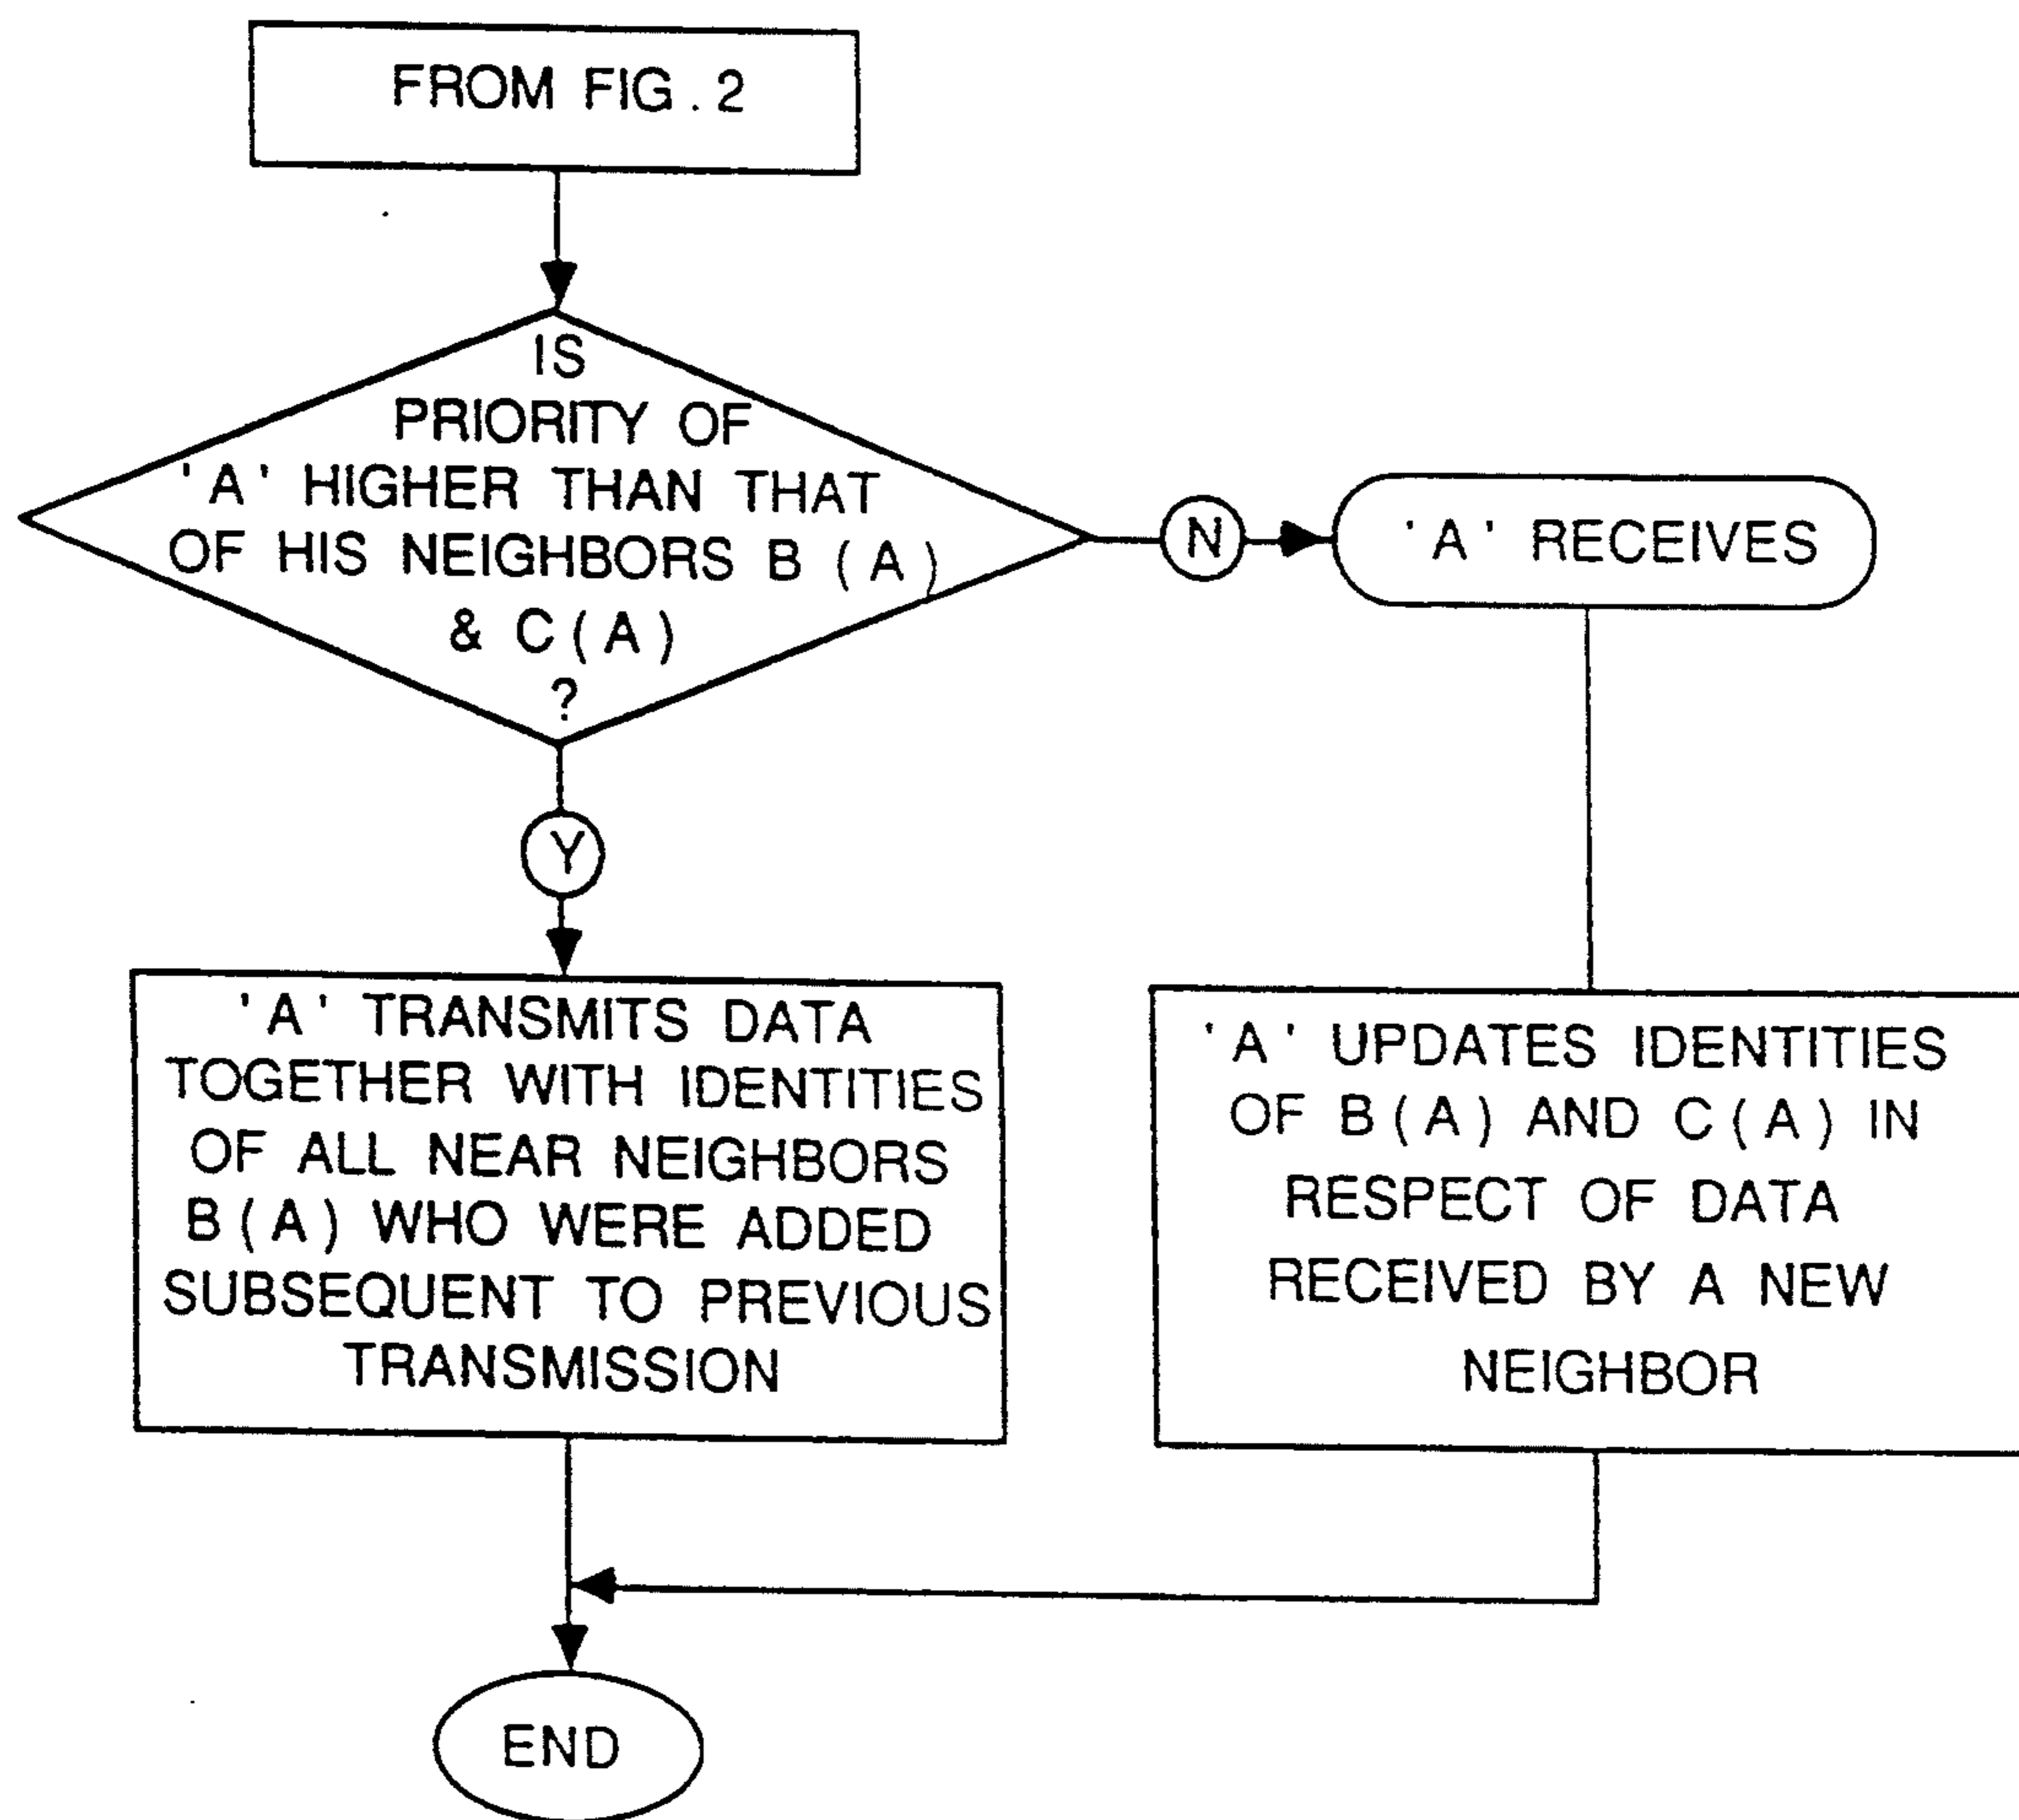 FROM FIG. 2
IS
PRIORITY OF
'A' HIGHER THAN THAT
OF HIS NEIGHBORS B (A)
& C(A)
?
N
'A' RECEIVES
Y
'A' TRANSMITS DATA
TOGETHER WITH IDENTITIES
OF ALL NEAR NEIGHBORS
B(A) WHO WERE ADDED
SUBSEQUENT TO PREVIOUS
TRANSMISSION
'A' UPDATES IDENTITIES
OF B(A) AND C(A) IN
RESPECT OF DATA
RECEIVED BY A NEW
NEIGHBOR
END